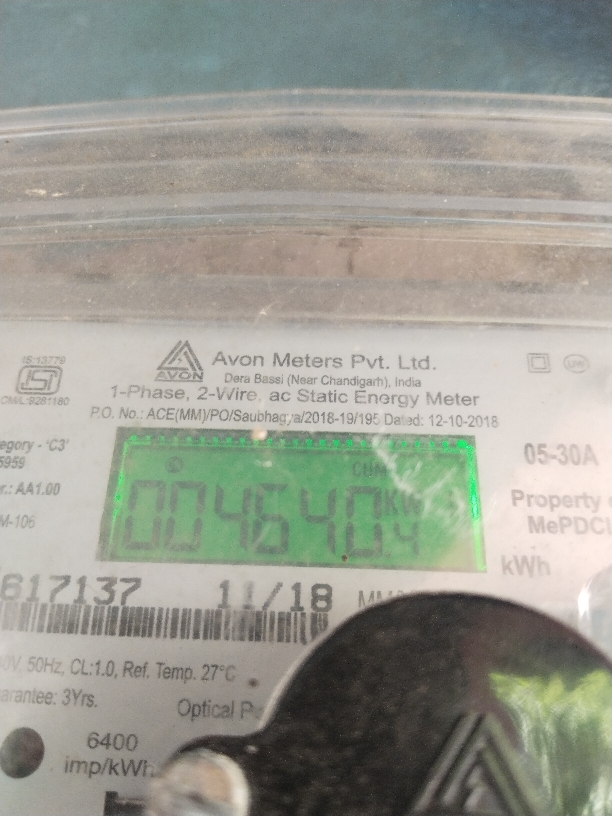 IS:13779
ISI
CM/L:9281180
AVON
Avon Meters Pvt. Ltd.
Dera Bassi (Near Chandigarh), India
1-Phase, 2-Wire, ac Static Energy Meter
P.O. No.: ACE(MM)/PO/Saubhagya/2018-19/195 Dated: 12-10-2018
egory - 'C3'
5959
r.: AA1.00
M-106
CUM
004640.4
KW
05-30A
Property
MePDCL
kWh
617137 11/18
0V, 50Hz, CL:1.0, Ref. Temp. 27°C
arantee: 3Yrs.
Optical P
6400
imp/kWh